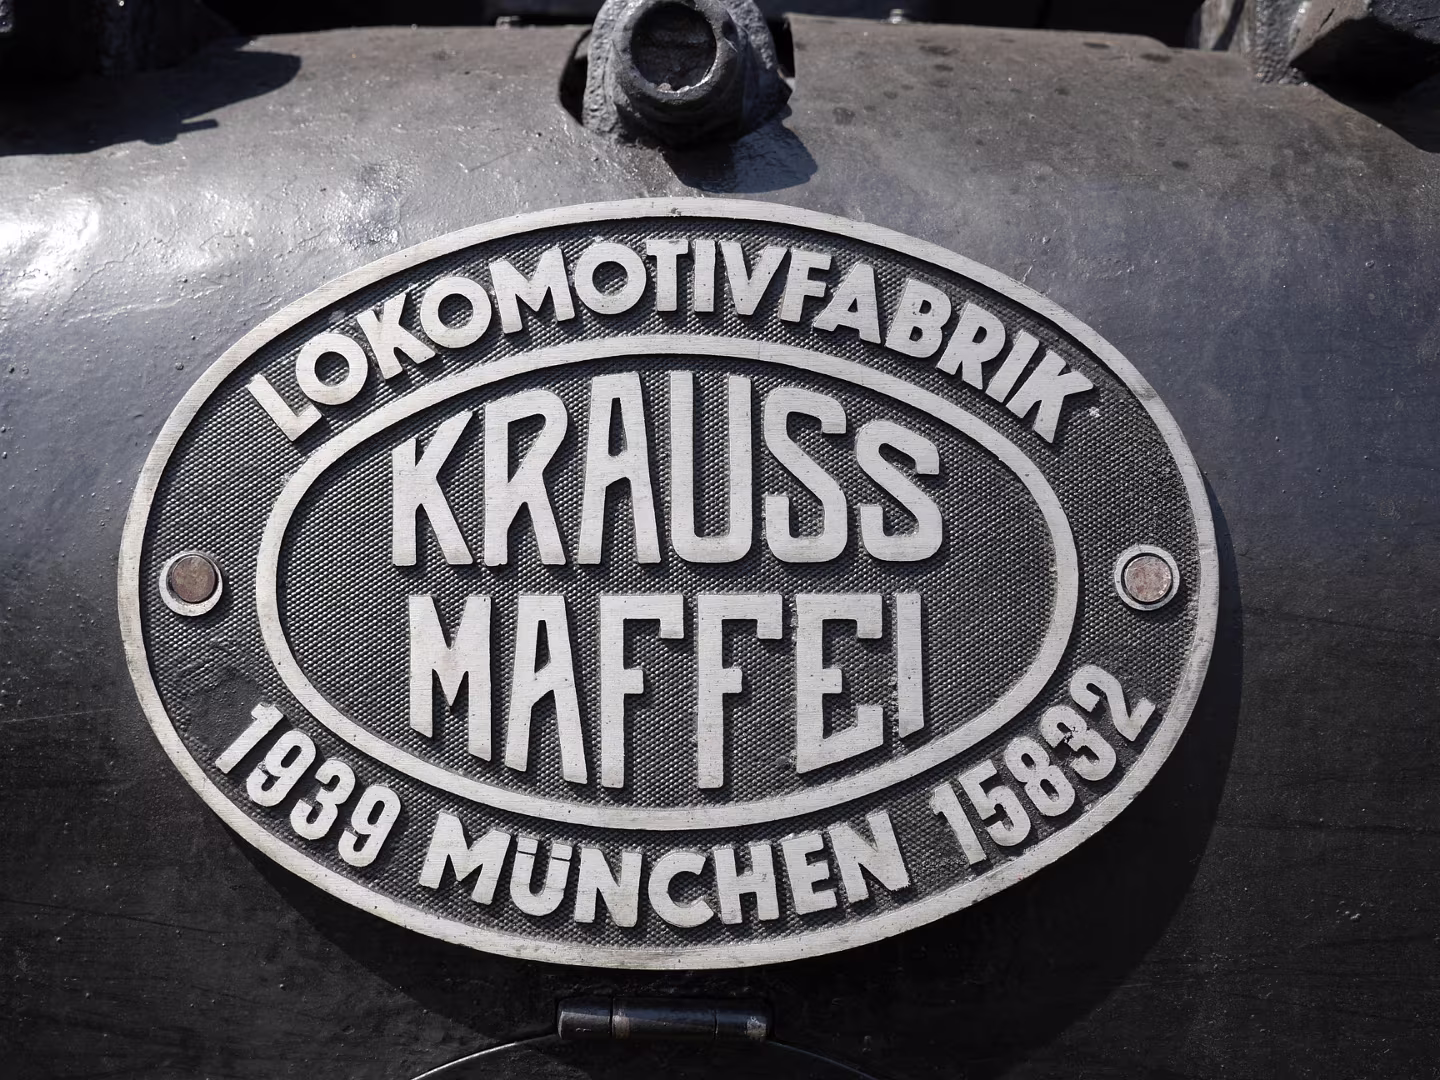 LOKOMOTIVFABRIK
KRAUSS
MAFFEI
1939 MÜNCHEN 15832